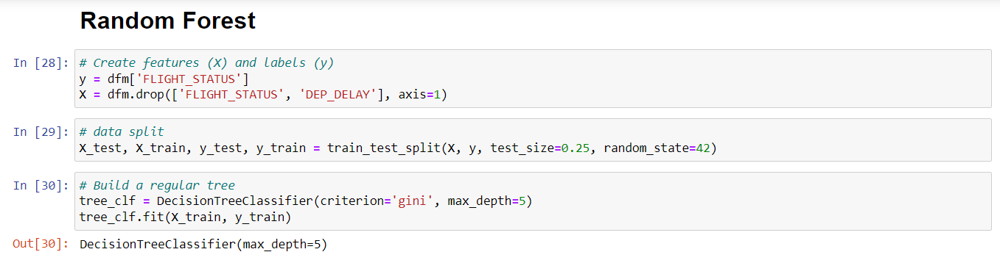 Random Forest
In [28]: # Create features (X) and labels (y)
y = dfm['FLIGHT_STATUS']
X = dfm.drop(['FLIGHT_STATUS', 'DEP_DELAY'], axis=1)
In [29]: # data split
X_test, X_train, y_test, y_train = train_test_split(X, y, test_size=0.25, random_state=42)
In [30]: # Build a regular tree
tree_clf = DecisionTreeClassifier(criterion='gini', max_depth=5)
tree_clf.fit(X_train, y_train)
Out[30]: DecisionTreeClassifier(max_depth=5)